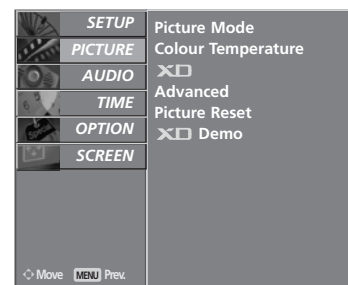 SETUP
PICTURE
AUDIO
TIME
OPTION
SCREEN
Move MENU Prev.
Picture Mode
Colour Temperature
XD
Advanced
Picture Reset
XD Demo